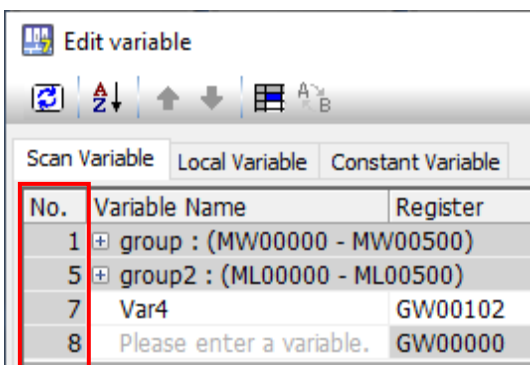 Edit variable
A Z A B
Scan Variable Local Variable Constant Variable
No. Variable Name Register
1 group : (MW00000 - MW00500)
5 group2 : (ML00000 - ML00500)
7 Var4 GW00102
8 Please enter a variable. GW00000